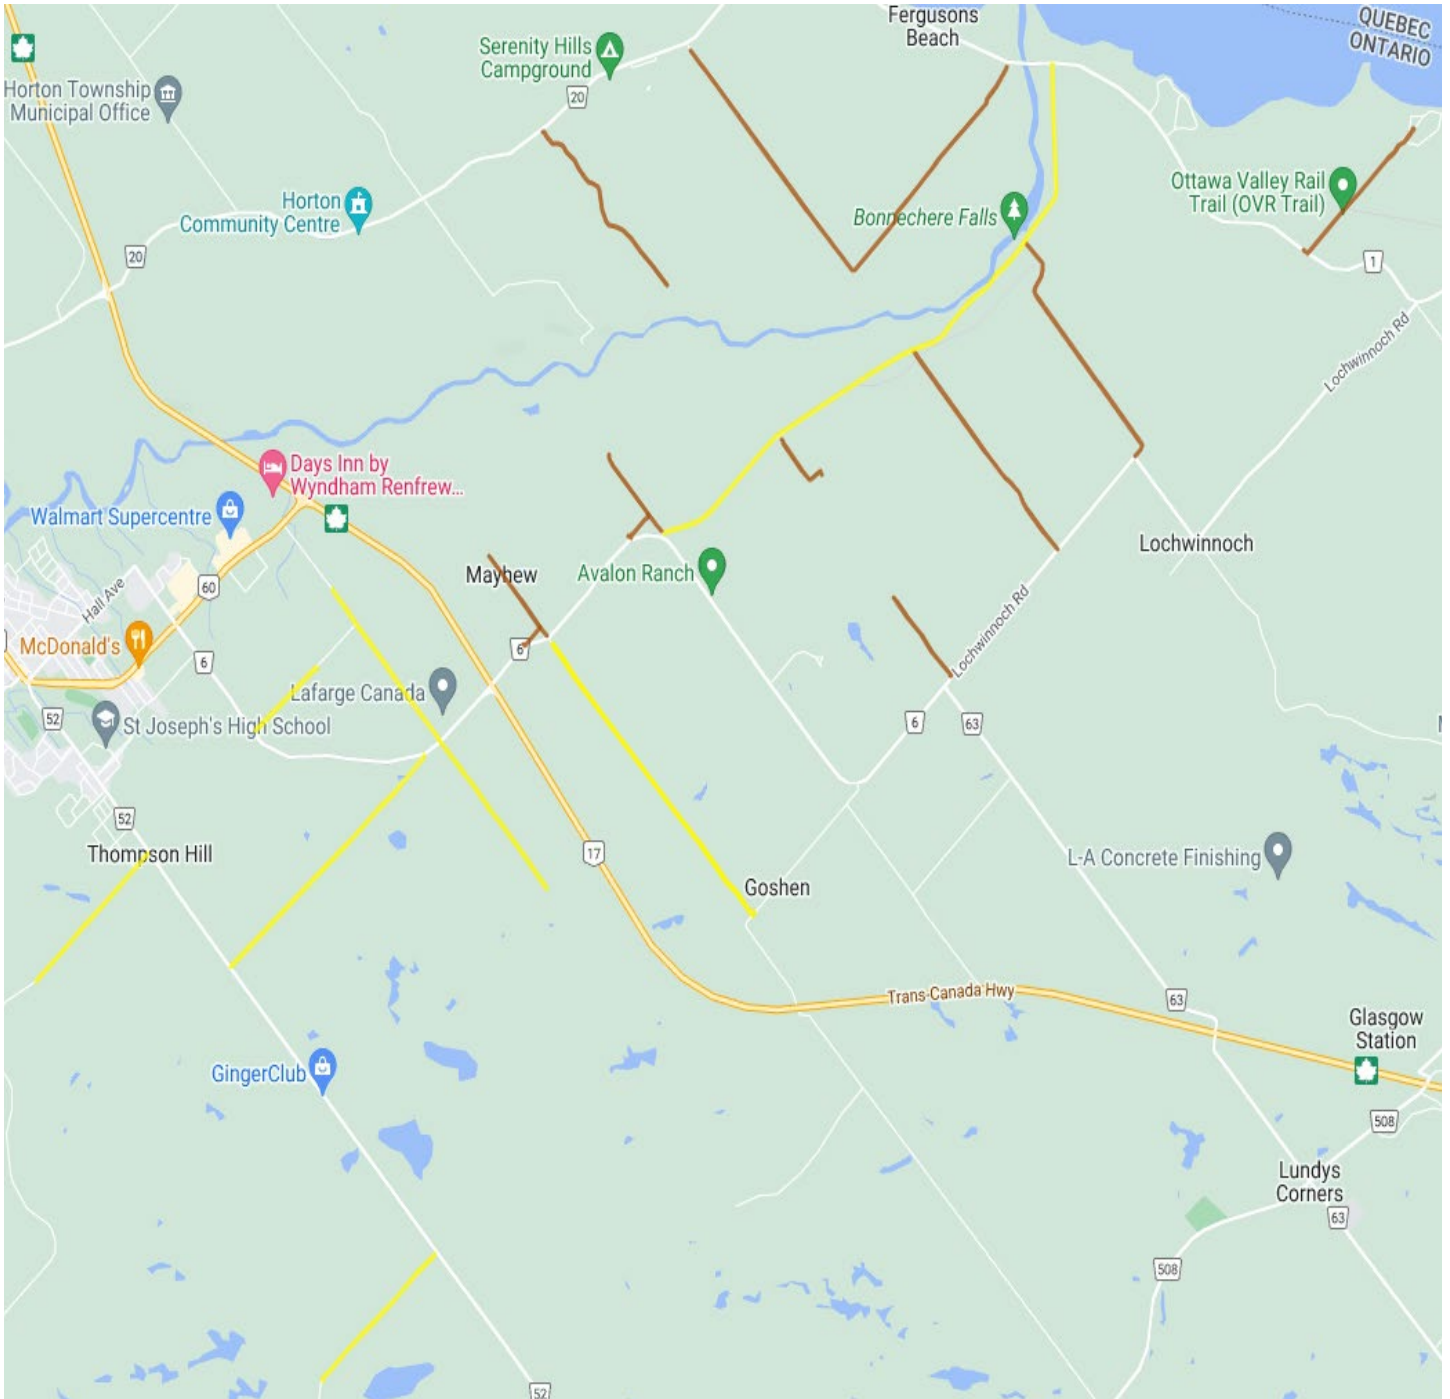 Fergusons
Beach
QUEBEC
ONTARIO
Serenity Hills
Campground
Horton Township
Municipal Office
20
Ottawa Valley Rail
Trail (OVR Trail)
Horton
Community Centre
Bonnechere Falls
20
1
Lochwinnoch Rd
Days Inn by
Wyndham Renfrew...
Walmart Supercentre
Lochwinnoch
Mayhew
Avalon Ranch
60
Hall Ave
Lochwinnoch Rd
McDonald's
6
6
Lafarge Canada
52
St Joseph's High School
6
63
52
Thompson Hill
17
L-A Concrete Finishing
Goshen
Trans-Canada Hwy
63
Glasgow
Station
GingerClub
508
Lundys
Corners
63
508
52